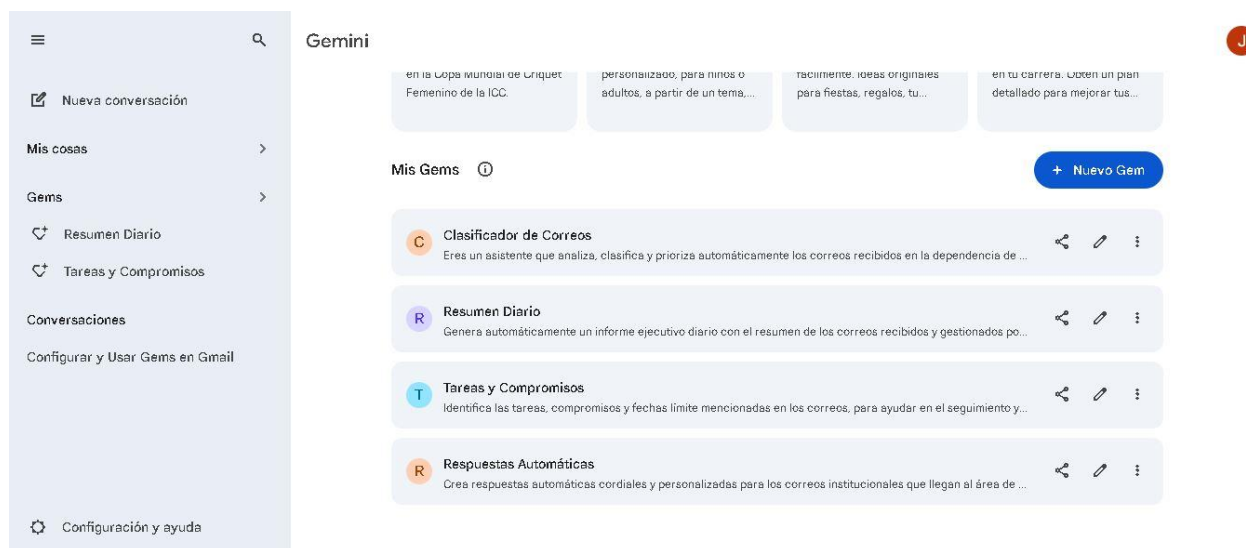 Gemini
J
Nueva conversación
Mis cosas
Gems
Resumen Diario
Tareas y Compromisos
Conversaciones
Configurar y Usar Gems en Gmail
Configuración y ayuda
en la Copa Mundial de Críquet
Femenino de la ICC.
personalizado, para niños o
adultos, a partir de un tema,...
fácilmente. Ideas originales
para fiestas, regalos, tu...
en tu carrera. Obtén un plan
detallado para mejorar tus...
Mis Gems
+ Nuevo Gem
C
Clasificador de Correos
Eres un asistente que analiza, clasifica y prioriza automáticamente los correos recibidos en la dependencia de ...
R
Resumen Diario
Genera automáticamente un informe ejecutivo diario con el resumen de los correos recibidos y gestionados po...
T
Tareas y Compromisos
Identifica las tareas, compromisos y fechas límite mencionadas en los correos, para ayudar en el seguimiento y...
R
Respuestas Automáticas
Crea respuestas automáticas cordiales y personalizadas para los correos institucionales que llegan al área de ...